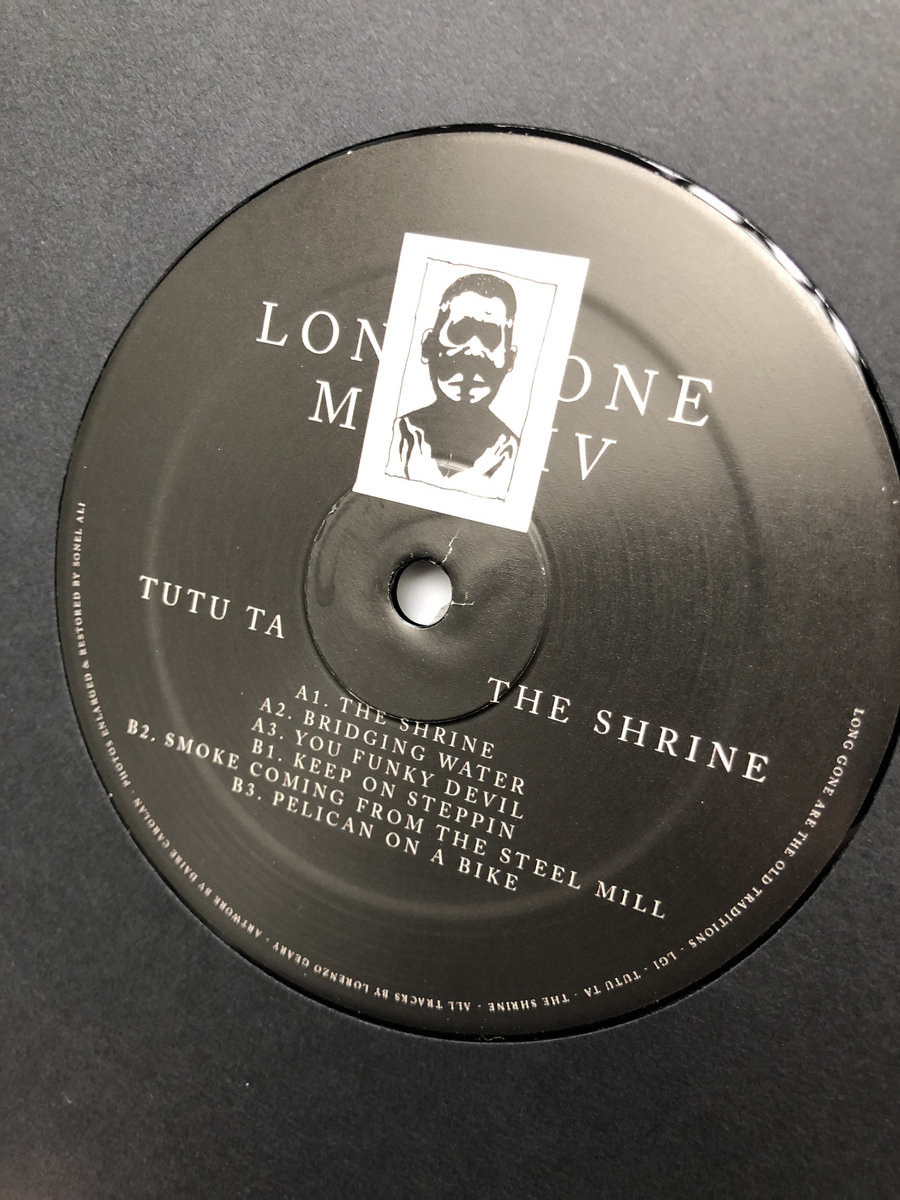 LON ONE
M IV
TUTU TA
THE SHRINE
A1. THE SHRINE
A2. BRIDGING WATER
A3. YOU FUNKY DEVIL
B1. KEEP ON STEPPIN
B2. SMOKE COMING FROM THE STEEL MILL
B3. PELICAN ON A BIKE
LONG GONE ARE THE OLD TRADITIONS - LG1 - TUTU TA - THE SHRINE - ALL TRACKS BY LORENZO GEARY - ARTWORK BY DAIRE CAROLAN - PHOTOS ENLARGED & RESTORED BY SONEL ALI